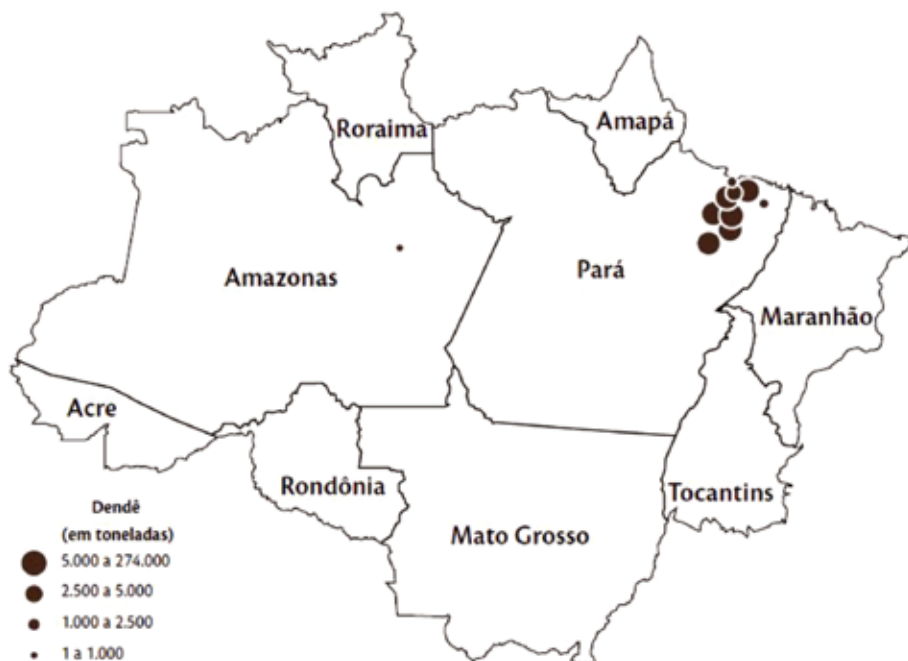 Roraima
Amapá
Amazonas
Pará
Maranhão
Acre
Rondônia
Tocantins
Mato Grosso
Dendê
(em toneladas)
5.000 a 274.000
2.500 a 5.000
1.000 a 2.500
1 a 1.000